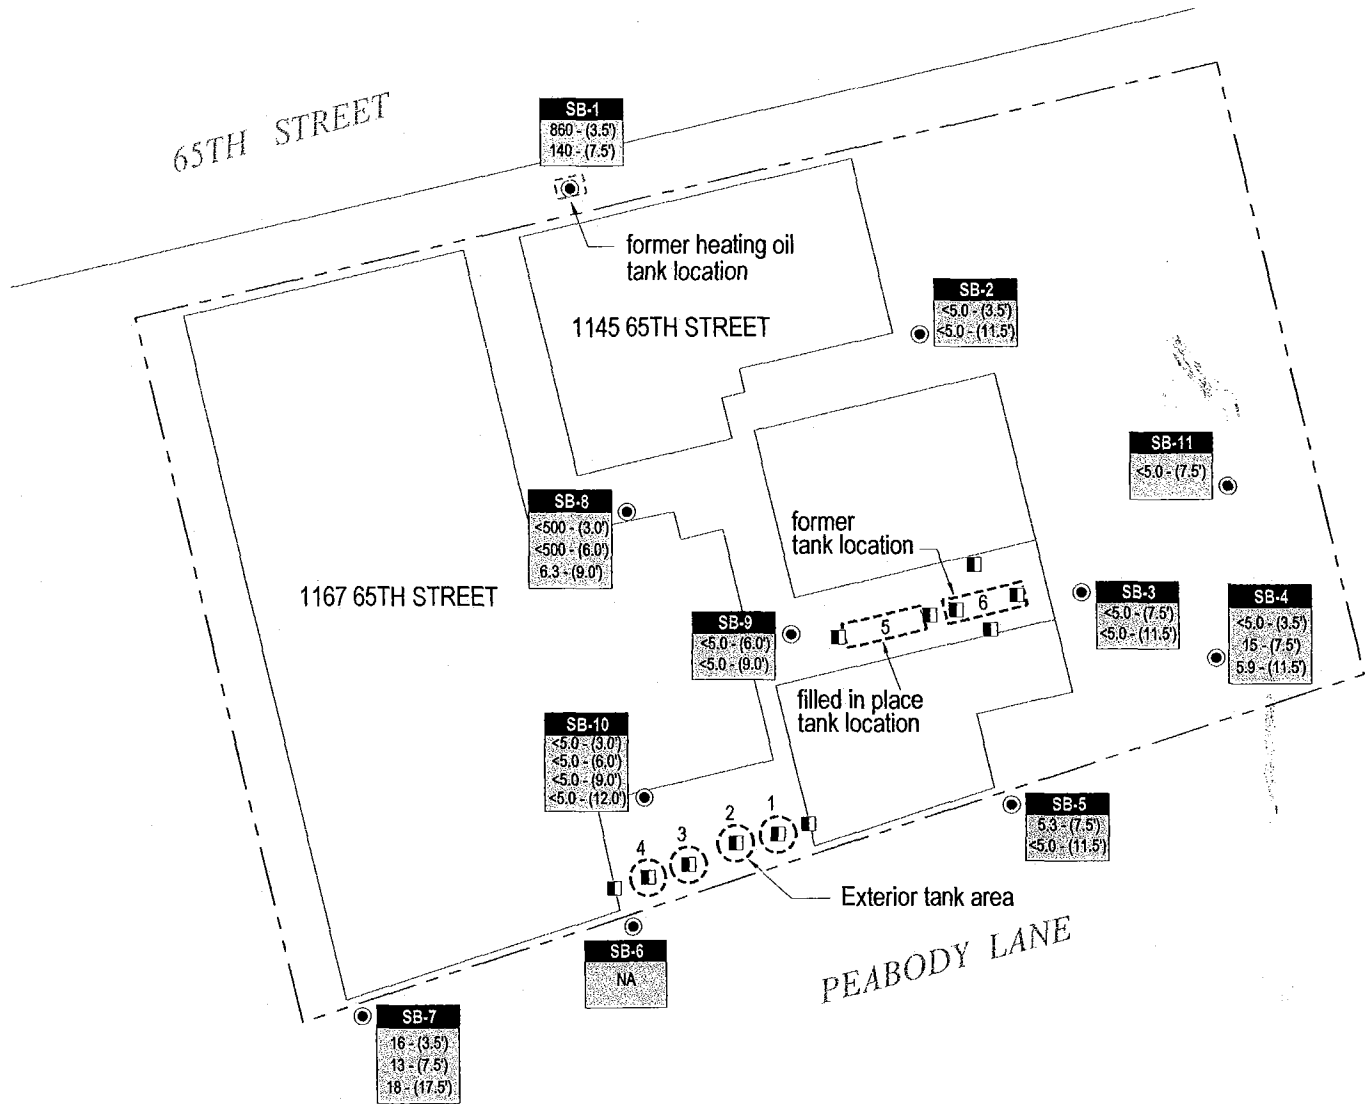 65TH STREET
SB-1
860 - (3.5')
140 - (7.5')
former heating oil
tank location
1145 65TH STREET
SB-2
<5.0 - (3.5')
<5.0 - (11.5')
SB-11
<5.0 - (7.5')
SB-8
<500 - (3.0')
<500 - (6.0')
6.3 - (9.0')
former
tank location
1167 65TH STREET
SB-3
<5.0 - (7.5')
<5.0 - (11.5')
SB-4
<5.0 - (3.5')
15 - (7.5')
5.9 - (11.5')
6
5
SB-9
<5.0 - (6.0')
<5.0 - (9.0')
filled in place
tank location
SB-10
<5.0 - (3.0')
<5.0 - (6.0')
<5.0 - (9.0')
<5.0 - (12.0')
1
2
3
4
SB-5
5.3 - (7.5')
<5.0 - (11.5')
Exterior tank area
SB-6
NA
PEABODY LANE
SB-7
16 - (3.5')
13 - (7.5')
18 - (17.5')